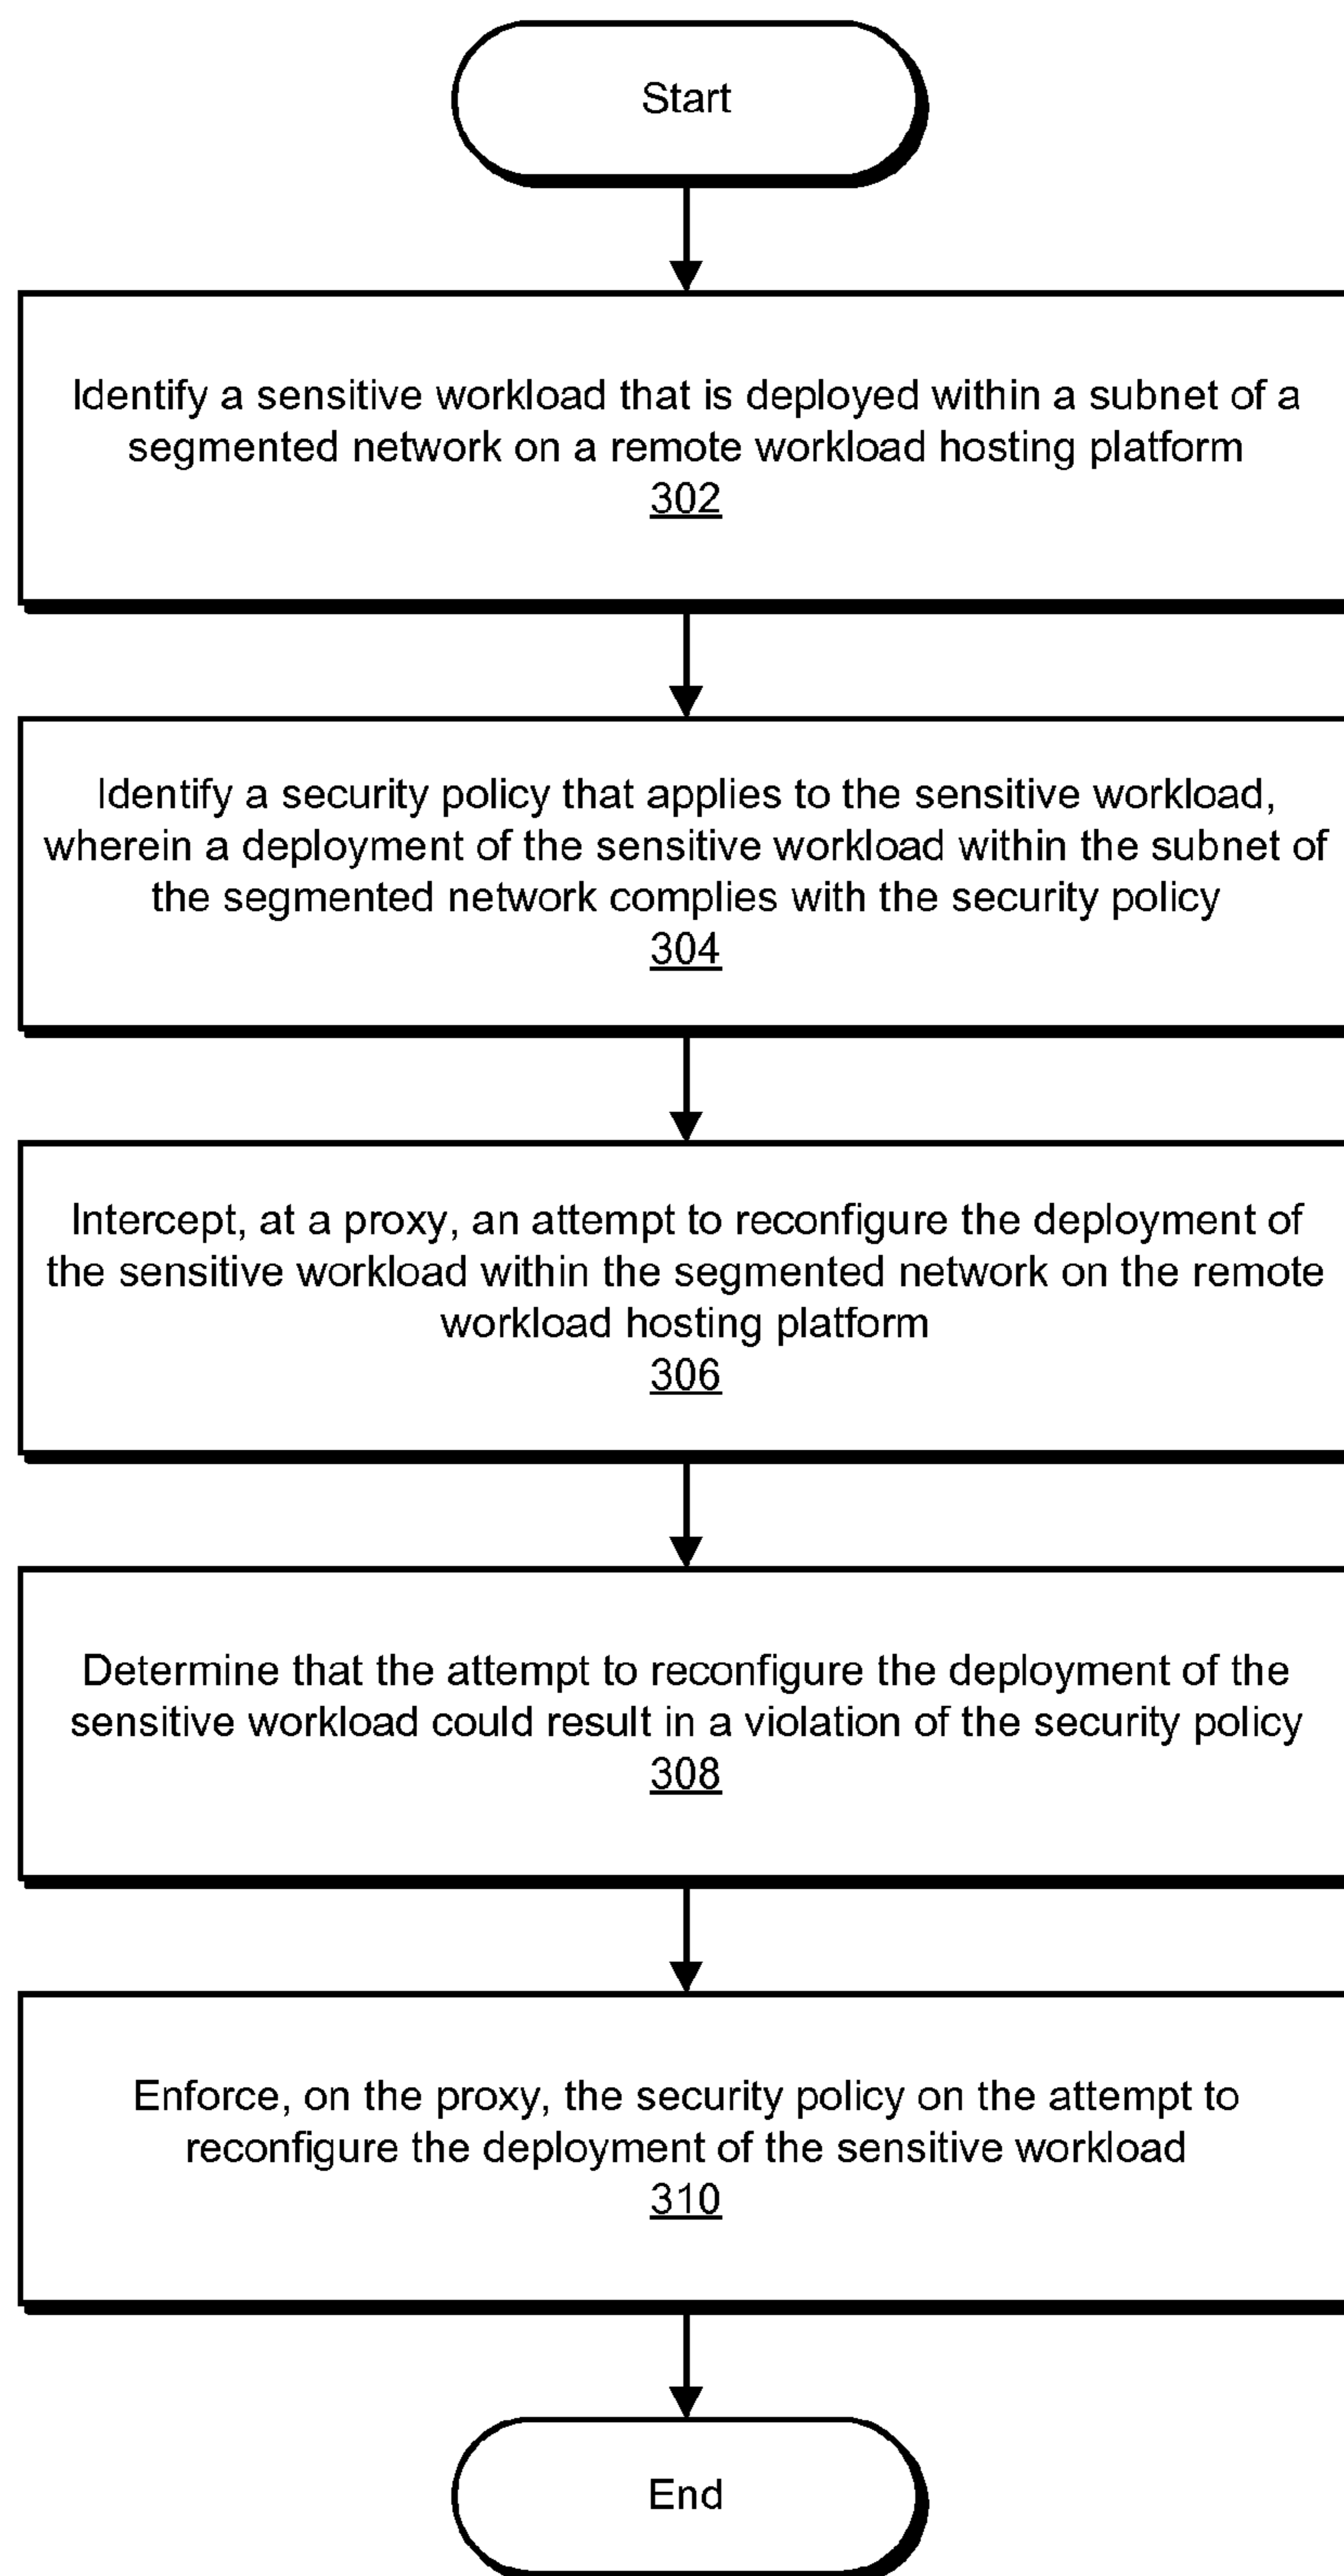 Start
Identify a sensitive workload that is deployed within a subnet of a
segmented network on a remote workload hosting platform
302
Identify a security policy that applies to the sensitive workload,
wherein a deployment of the sensitive workload within the subnet of
the segmented network complies with the security policy
304
Intercept, at a proxy, an attempt to reconfigure the deployment of
the sensitive workload within the segmented network on the remote
workload hosting platform
306
Determine that the attempt to reconfigure the deployment of the
sensitive workload could result in a violation of the security policy
308
Enforce, on the proxy, the security policy on the attempt to
reconfigure the deployment of the sensitive workload
310
End